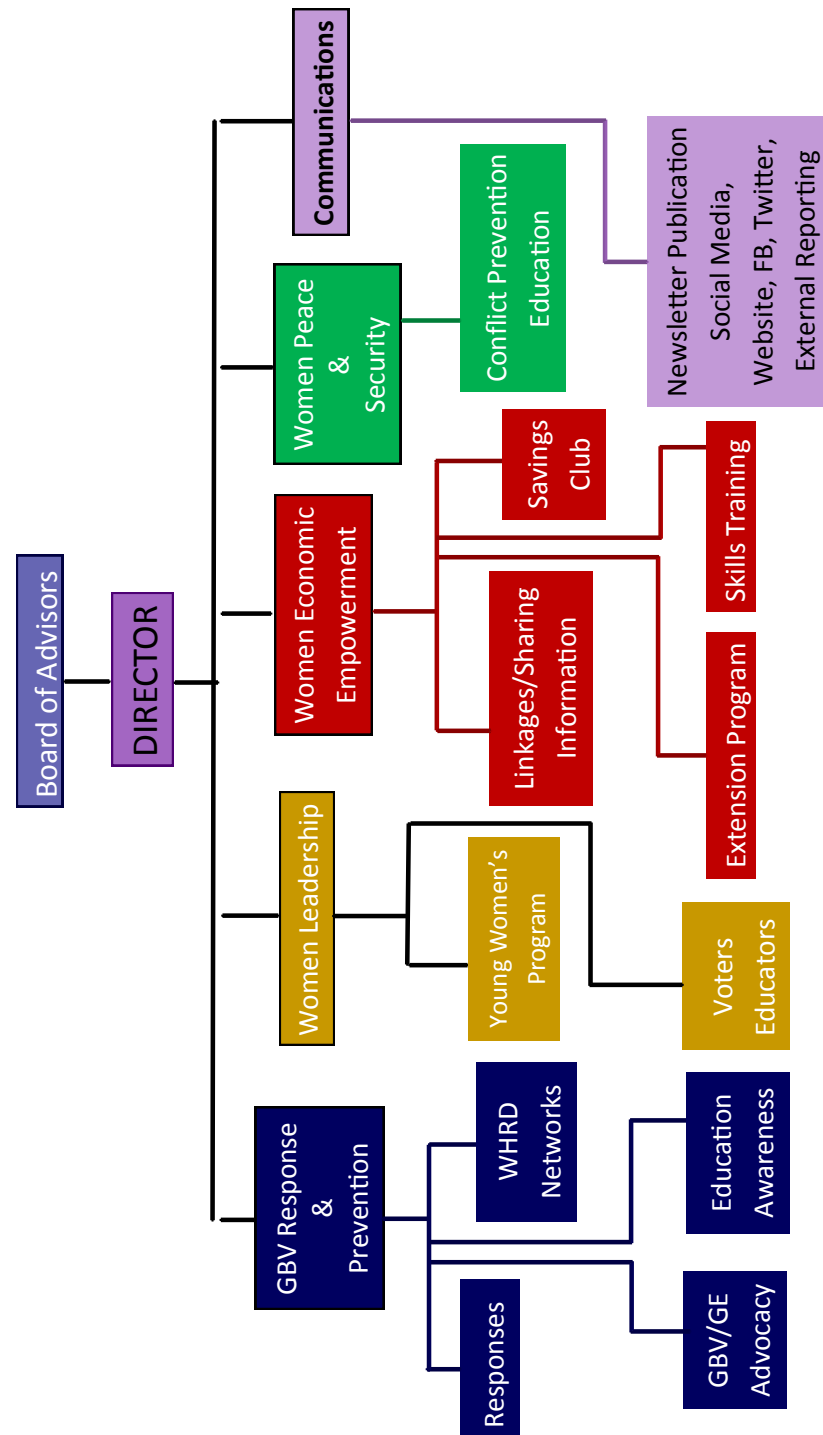 Board of Advisors
DIRECTOR
GBV Response
&
Prevention
Women Leadership
Women Economic
Empowerment
Women Peace
&
Security
Communications
Responses
WHRD
Networks
GBV/GE
Advocacy
Education
Awareness
Young Women’s
Program
Voters
Educators
Linkages/Sharing
Information
Savings
Club
Extension Program
Skills Training
Conflict Prevention
Education
Newsletter Publication
Social Media,
Website, FB, Twitter,
External Reporting